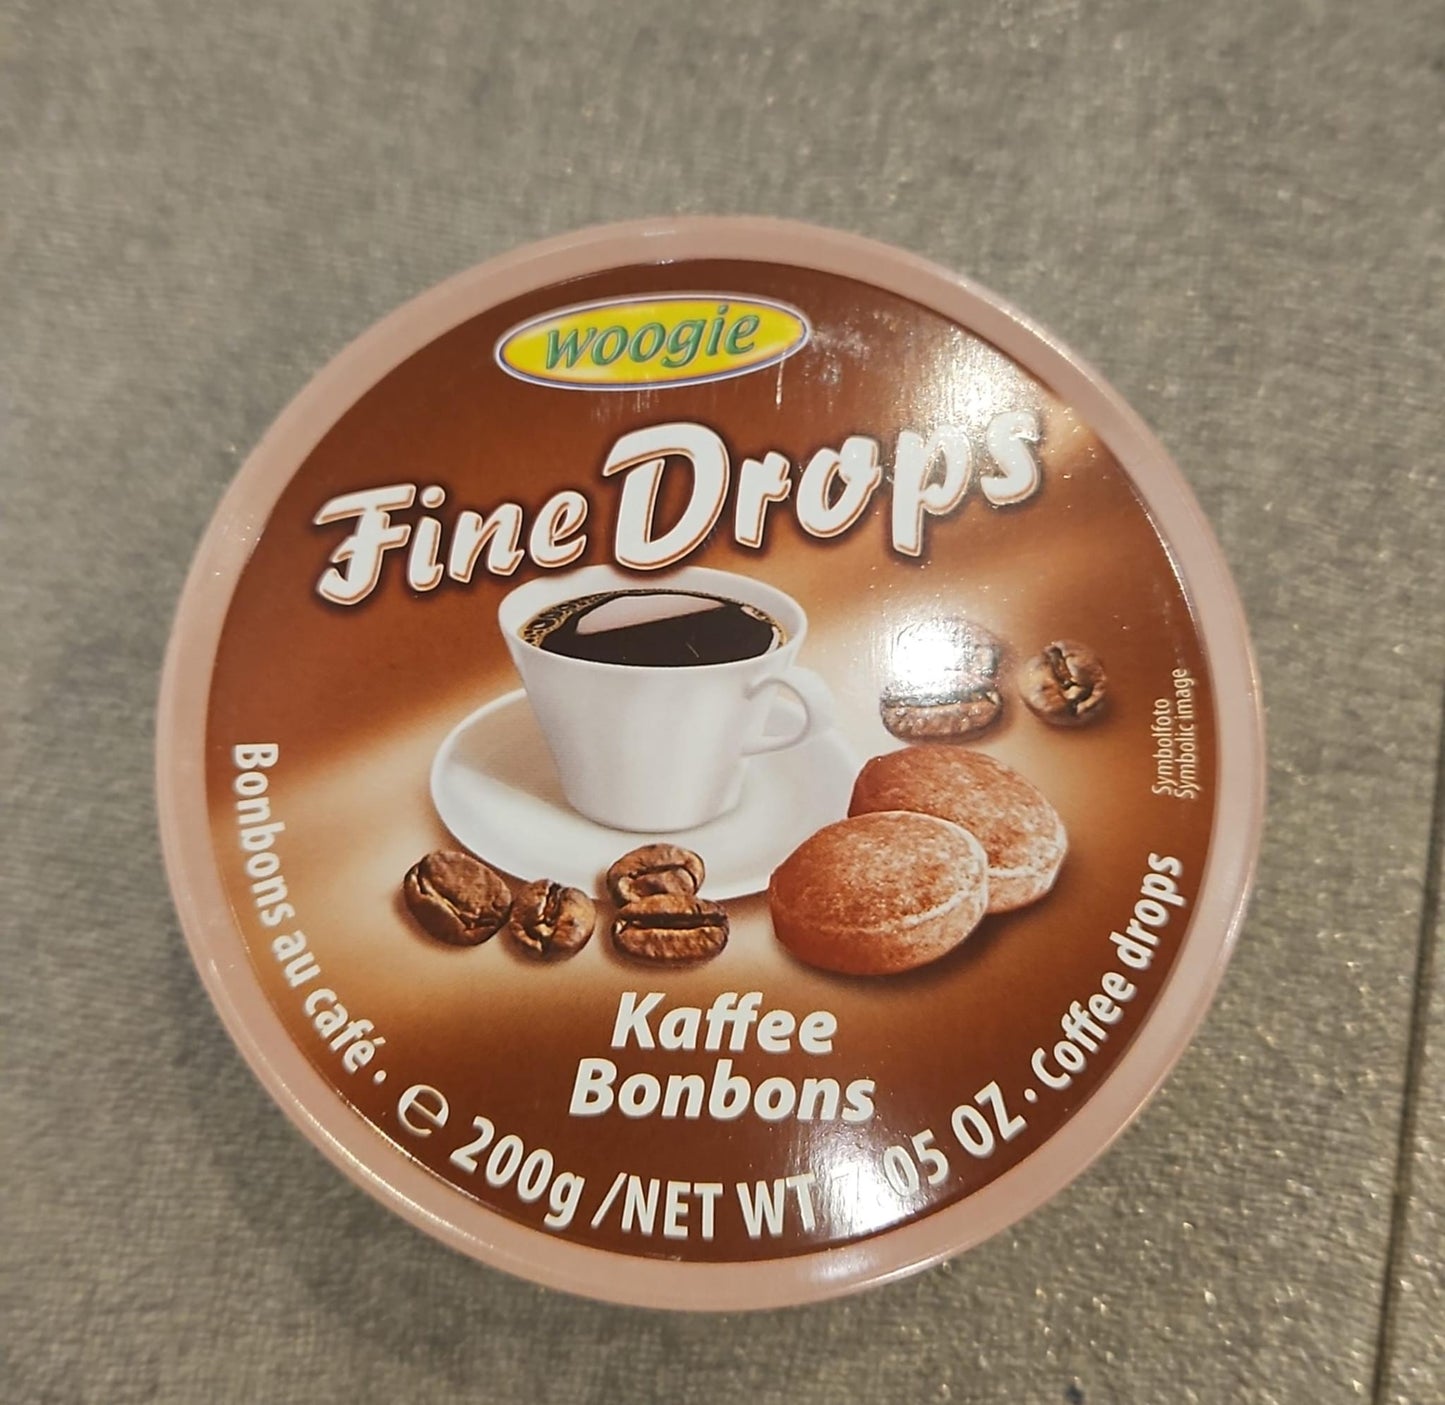 woogie
Fine Drops
Symbolfoto
Symbolic image
Kaffee
Bonbons
Bonbons au café · ℮ 200g / NET WT 05 OZ · Coffee drops